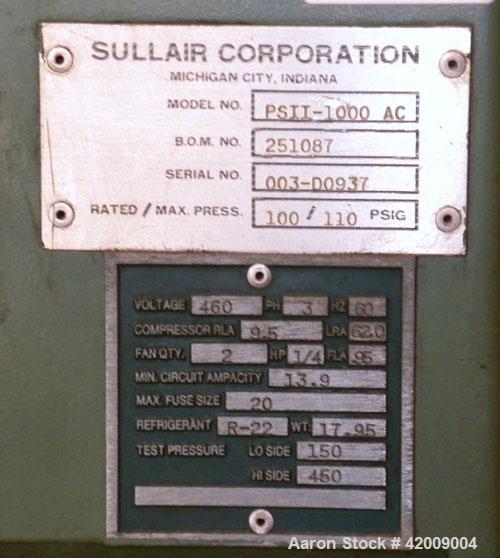 SULLAIR CORPORATION
MICHIGAN CITY, INDIANA
MODEL NO. PSII-1000 AC
B.O.M. NO. 251087
SERIAL NO. 003-D0937
RATED / MAX. PRESS. 100 / 110 PSIG
VOLTAGE 460 PH 3 HZ 60
COMPRESSOR RLA 9.5 LRA 62.0
FAN QTY. 2 HP 1/4 FLA .95
MIN. CIRCUIT AMPACITY 13.9
MAX. FUSE SIZE 20
REFRIGERANT R-22 WT. 17.95
TEST PRESSURE LO SIDE 150
HI SIDE 450
Aaron Stock # 42009004